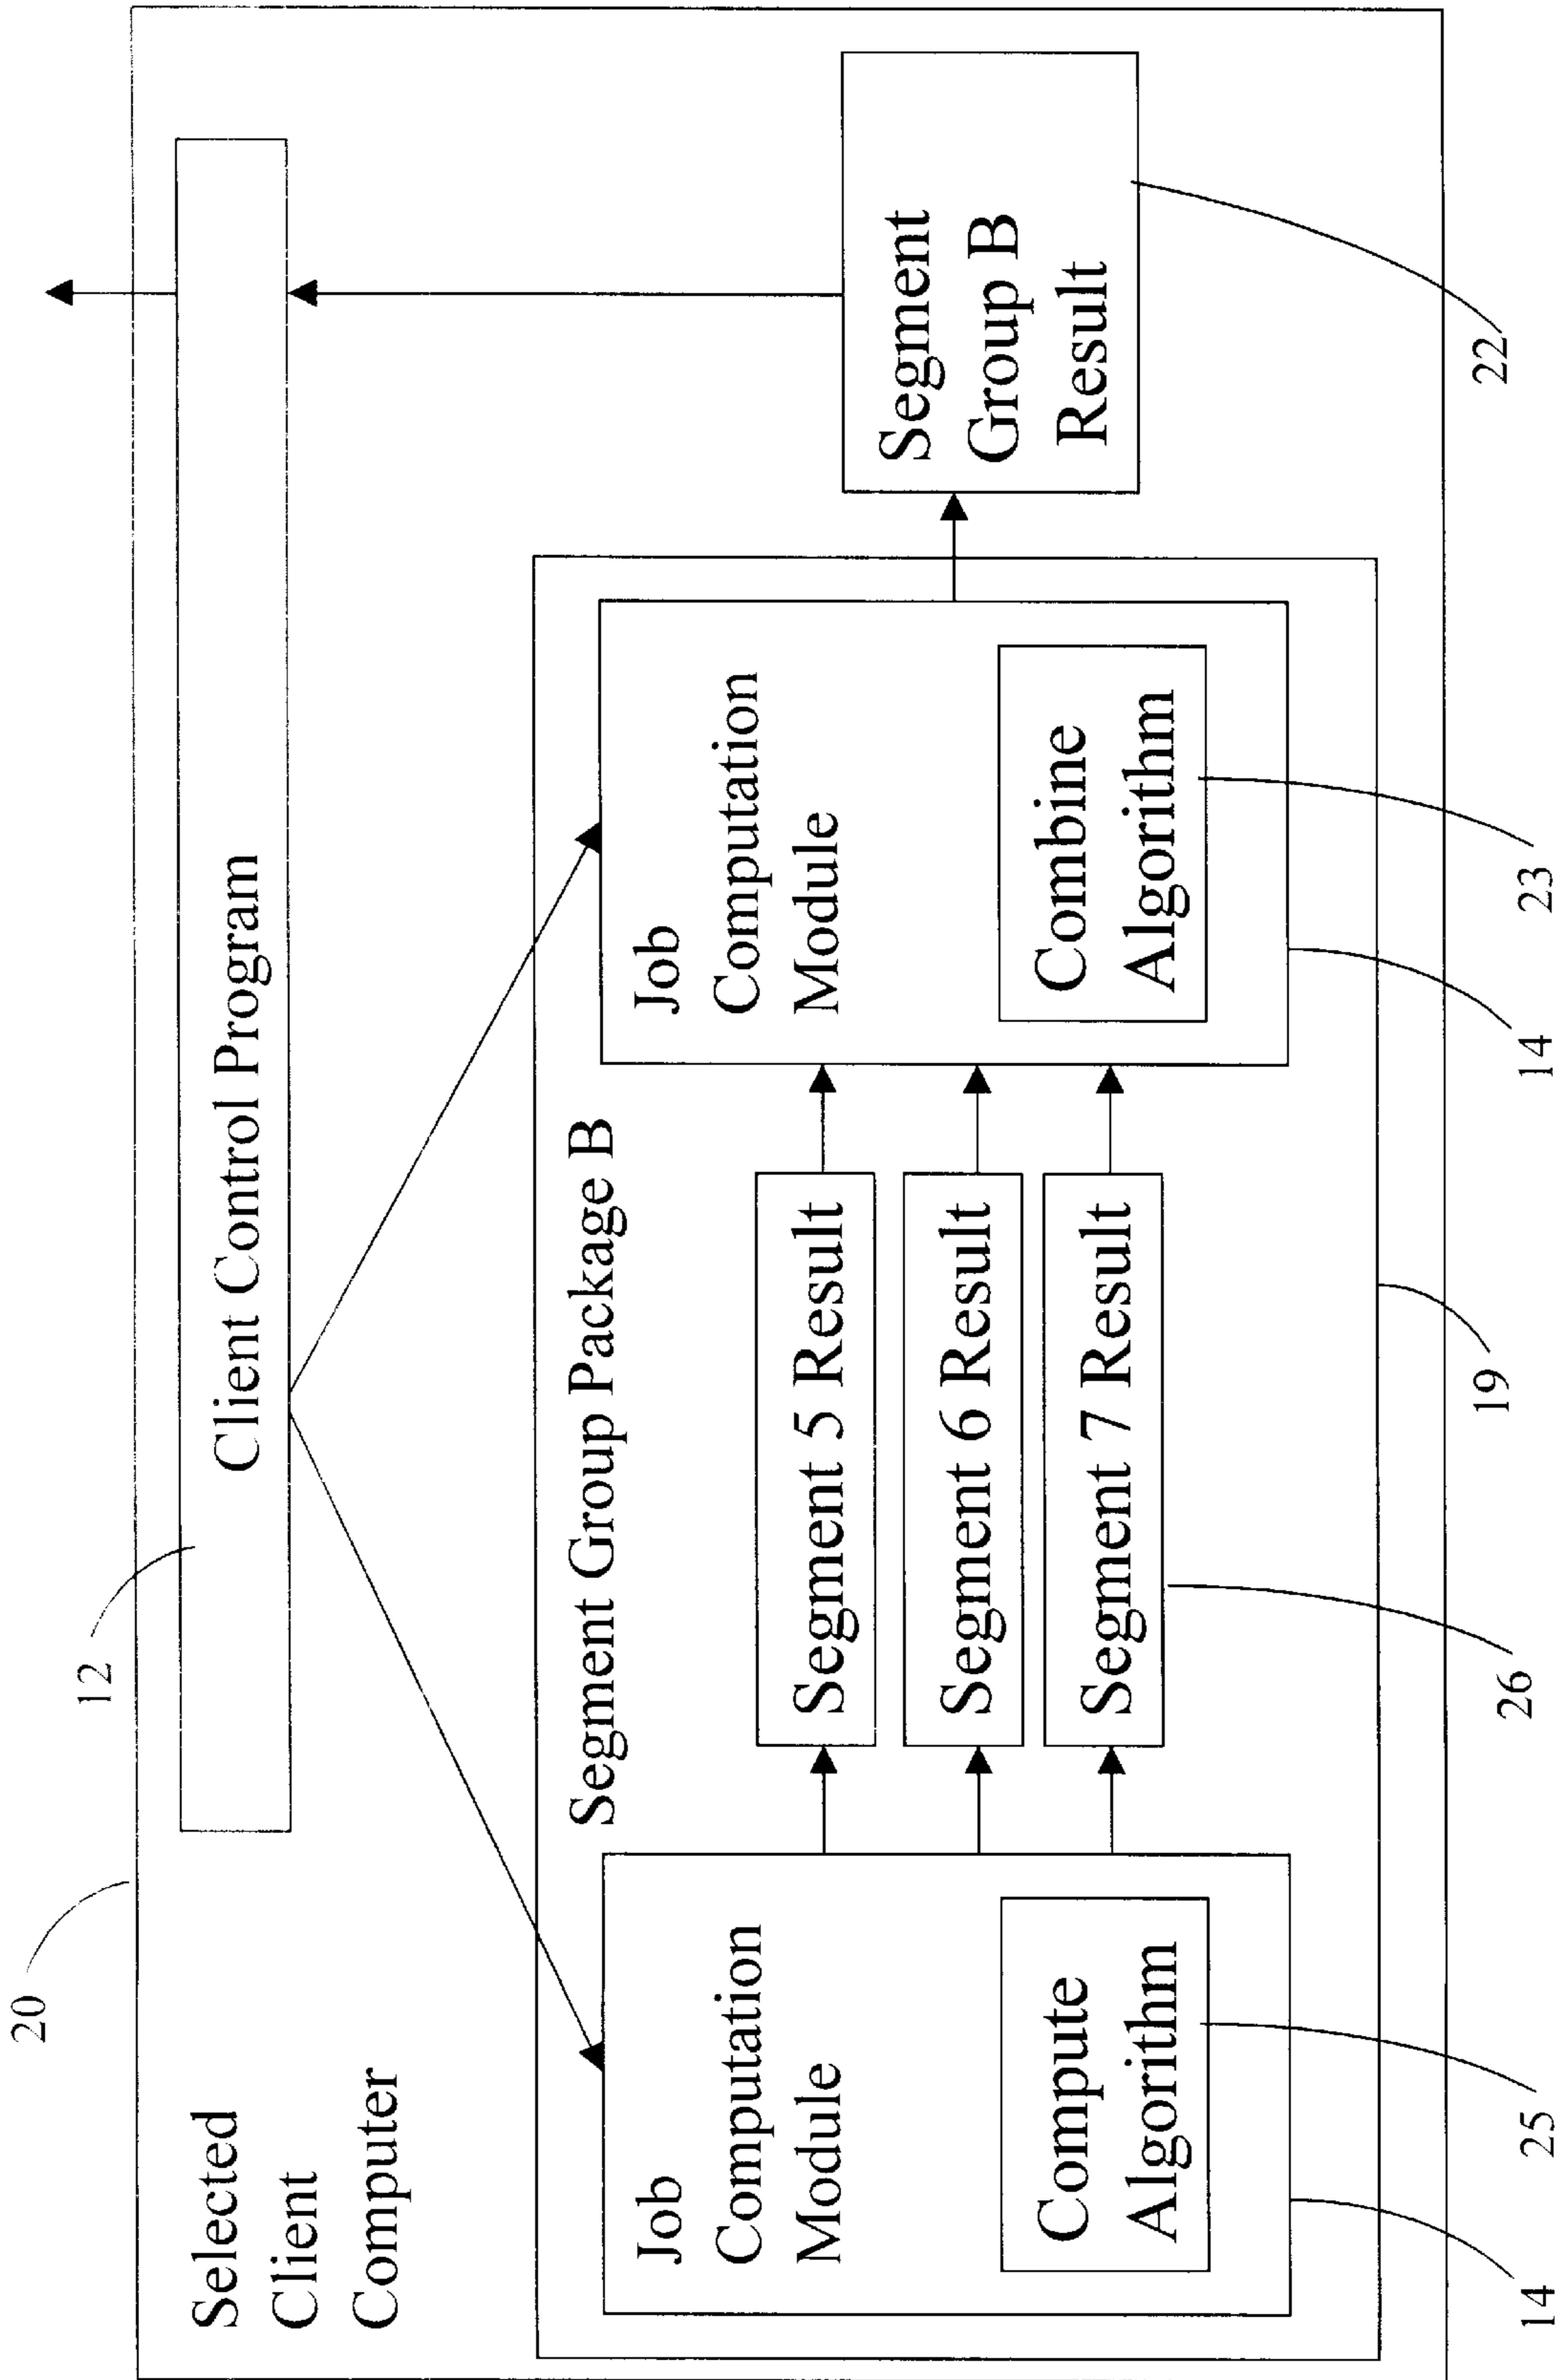 20
12
Selected
Client
Computer
Client Control Program
Segment Group Package B
Job
Computation
Module
Compute
Algorithm
Segment 5 Result
Segment 6 Result
Segment 7 Result
Job
Computation
Module
Combine
Algorithm
Segment
Group B
Result
14
25
26
19
14
23
22